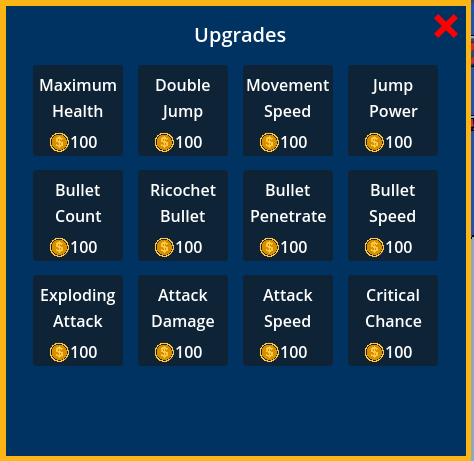 Upgrades
Maximum Health
Double Jump
Movement Speed
Jump Power
$100
$100
$100
$100
Bullet Count
Ricochet Bullet
Bullet Penetrate
Bullet Speed
$100
$100
$100
$100
Exploding Attack
Attack Damage
Attack Speed
Critical Chance
$100
$100
$100
$100